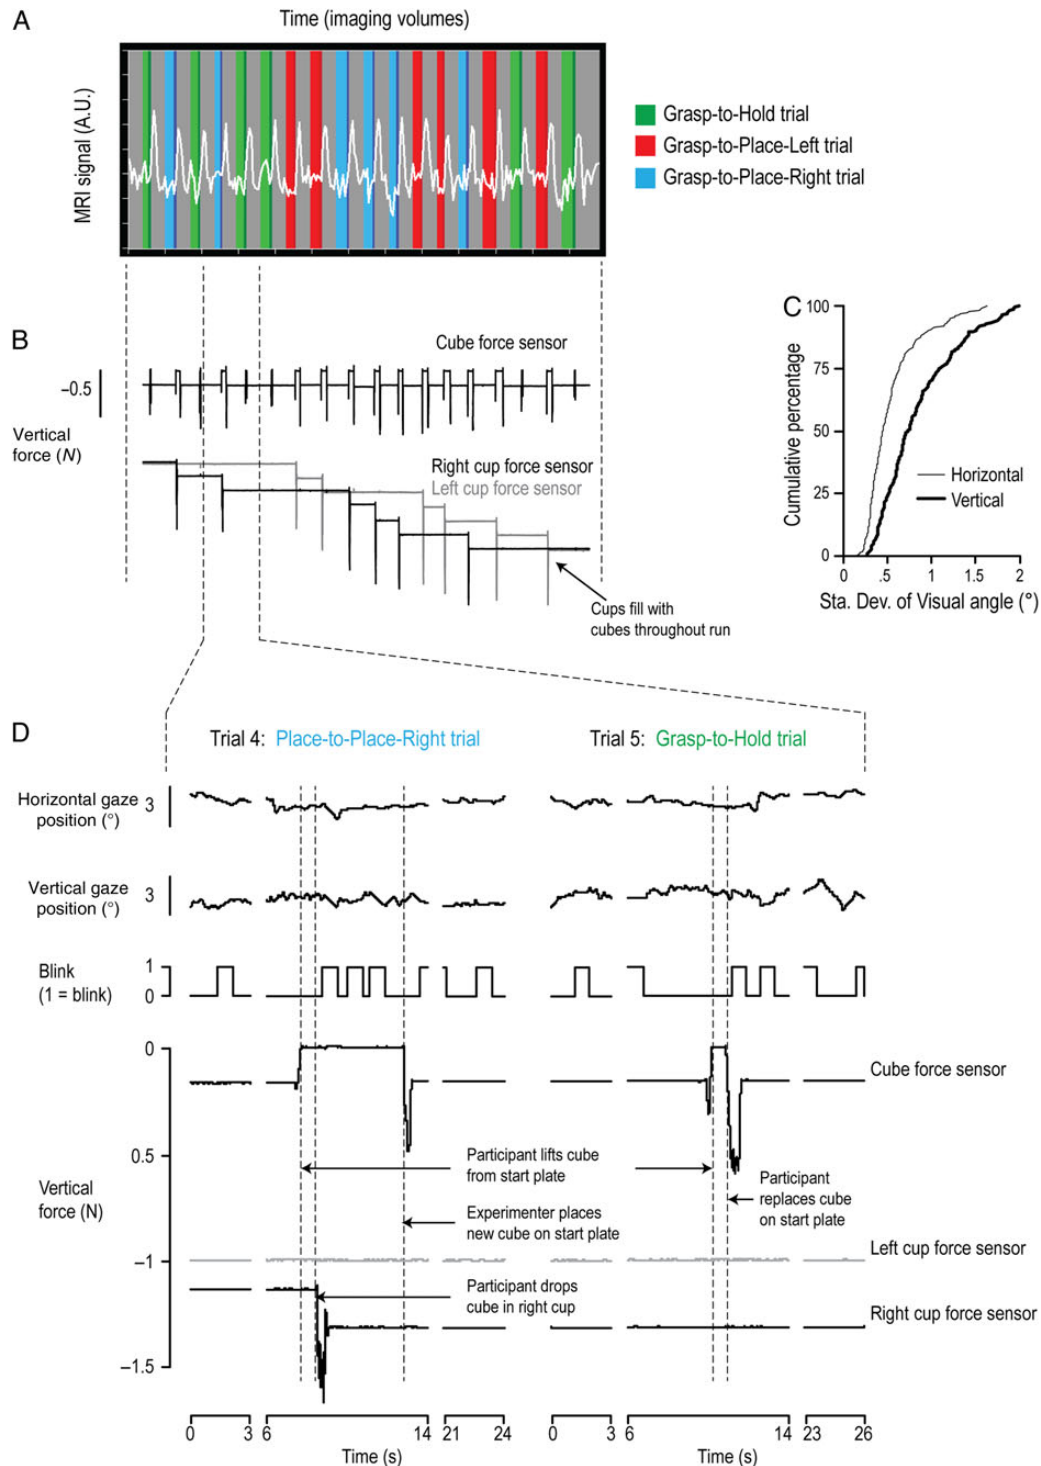 A
Time (imaging volumes)
MRI signal (A.U.)
Grasp-to-Hold trial
Grasp-to-Place-Left trial
Grasp-to-Place-Right trial
B
Cube force sensor
−0.5
Vertical
force (N)
Right cup force sensor
Left cup force sensor
Cups fill with
cubes throughout run
C
100
75
50
25
0
Cumulative percentage
Horizontal
Vertical
0 .5 1 1.5 2
Sta. Dev. of Visual angle (°)
D
Trial 4: Place-to-Place-Right trial
Trial 5: Grasp-to-Hold trial
Horizontal gaze
position (°)
3
Vertical gaze
position (°)
3
Blink
(1 = blink)
1
0
0
Cube force sensor
0.5
Participant lifts cube
from start plate
Participant
replaces cube
on start plate
Vertical
force (N)
Experimenter places
new cube on start plate
Left cup force sensor
−1
Participant drops
cube in right cup
Right cup force sensor
−1.5
0 3 6 14 21 24 0 3 6 14 23 26
Time (s)
Time (s)